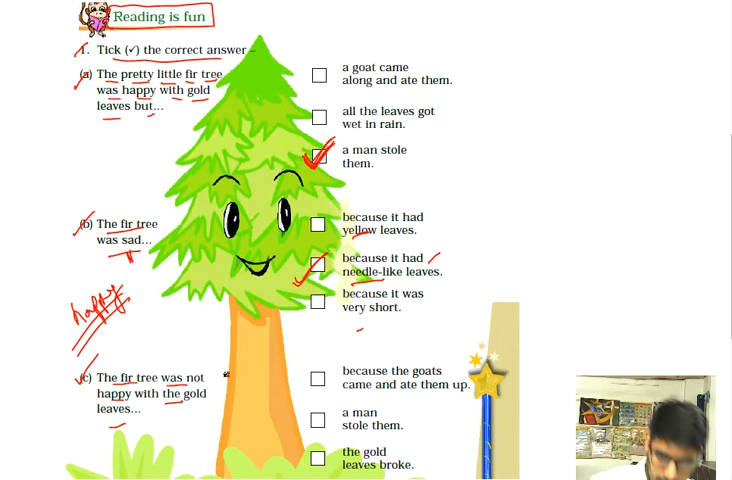 Reading is fun
1. Tick (✓) the correct answer –
(a) The pretty little fir tree
was happy with gold
leaves but...
a goat came
along and ate them.
all the leaves got
wet in rain.
a man stole
them.
(b) The fir tree
was sad...
because it had
yellow leaves.
because it had
needle-like leaves.
because it was
very short.
happy
(c) The fir tree was not
happy with the gold
leaves...
because the goats
came and ate them up.
a man
stole them.
the gold
leaves broke.